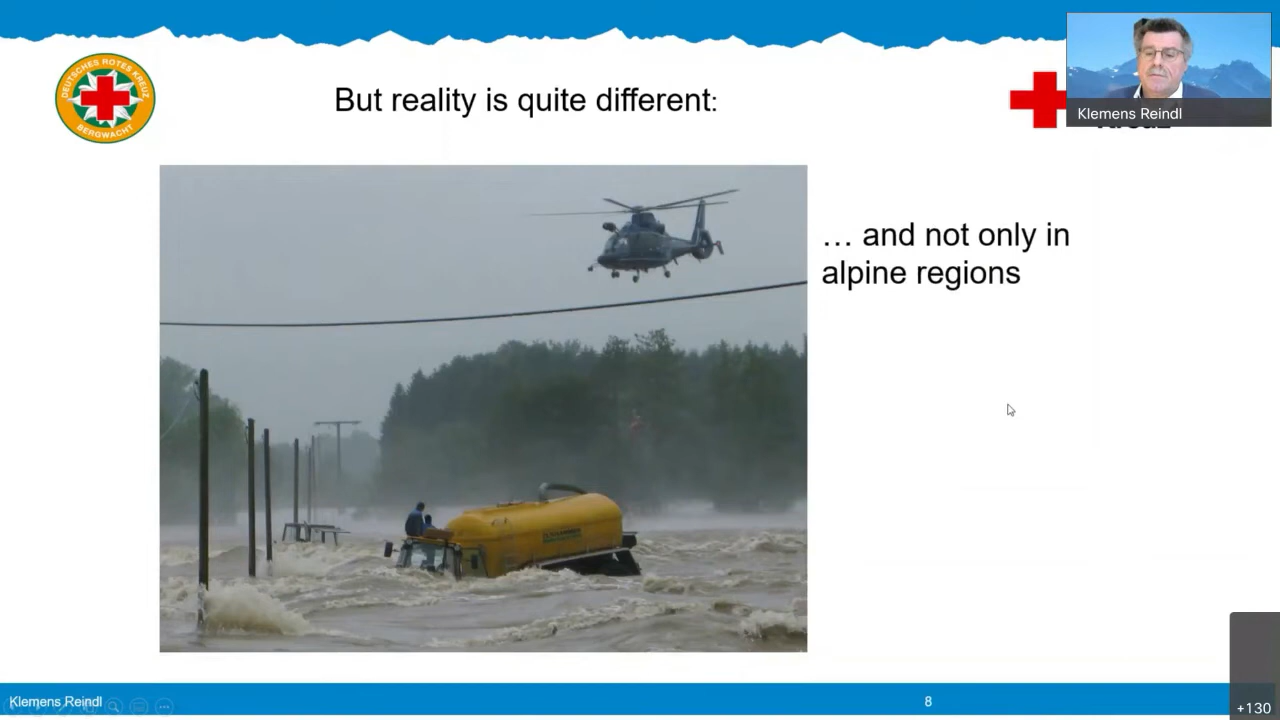 DEUTSCHES ROTES KREUZ
BERGWACHT
But reality is quite different:
Klemens Reindl
… and not only in
alpine regions
Klemens Reindl
8
+130